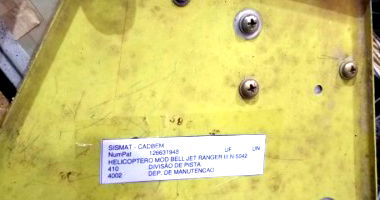 SISMAT - CADBEM
NumPat 126631948 UF UN
HELICOPTERO MOD BELL JET RANGER III N 5042
410 DIVISÃO DE PISTA
4002 DEP. DE MANUTENCAO